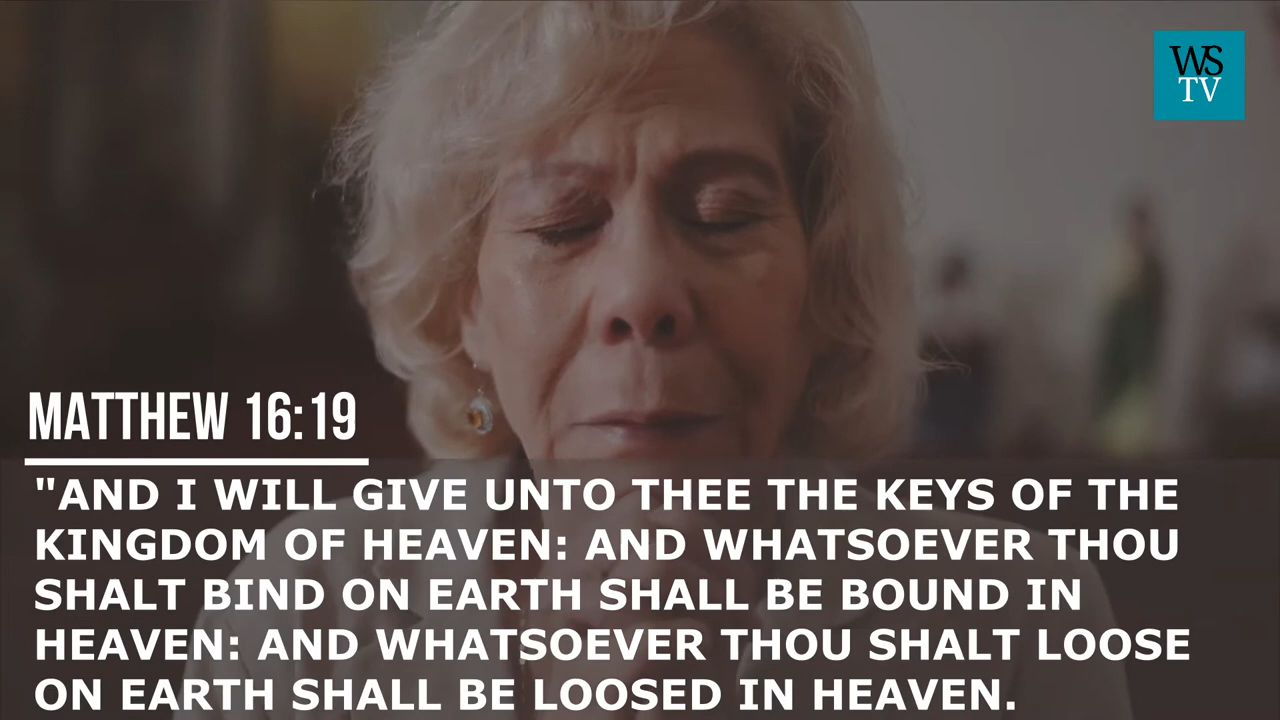 WS
TV
MATTHEW 16:19
"AND I WILL GIVE UNTO THEE THE KEYS OF THE
KINGDOM OF HEAVEN: AND WHATSOEVER THOU
SHALT BIND ON EARTH SHALL BE BOUND IN
HEAVEN: AND WHATSOEVER THOU SHALT LOOSE
ON EARTH SHALL BE LOOSED IN HEAVEN.